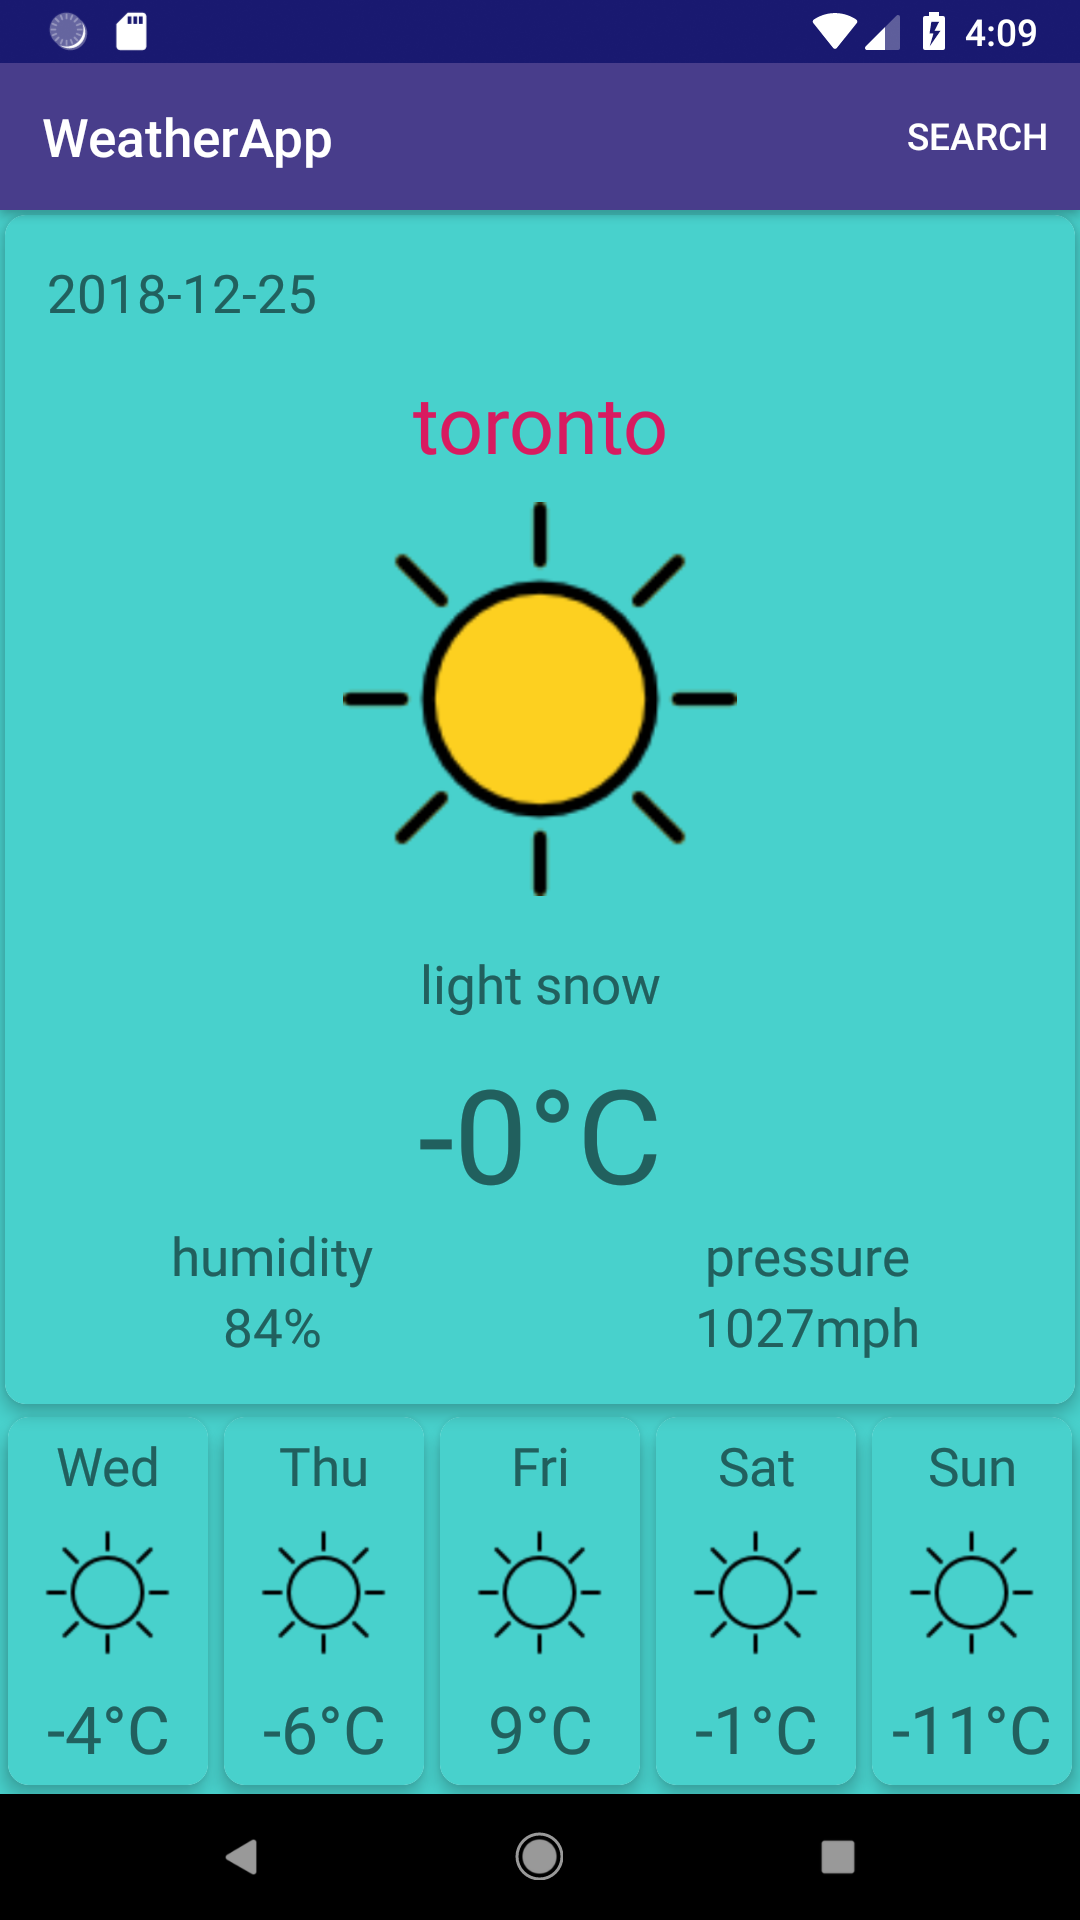 4:09
WeatherApp SEARCH
2018-12-25
toronto
light snow
-0°C
humidity pressure
84% 1027mph
Wed Thu Fri Sat Sun
-4°C -6°C 9°C -1°C -11°C